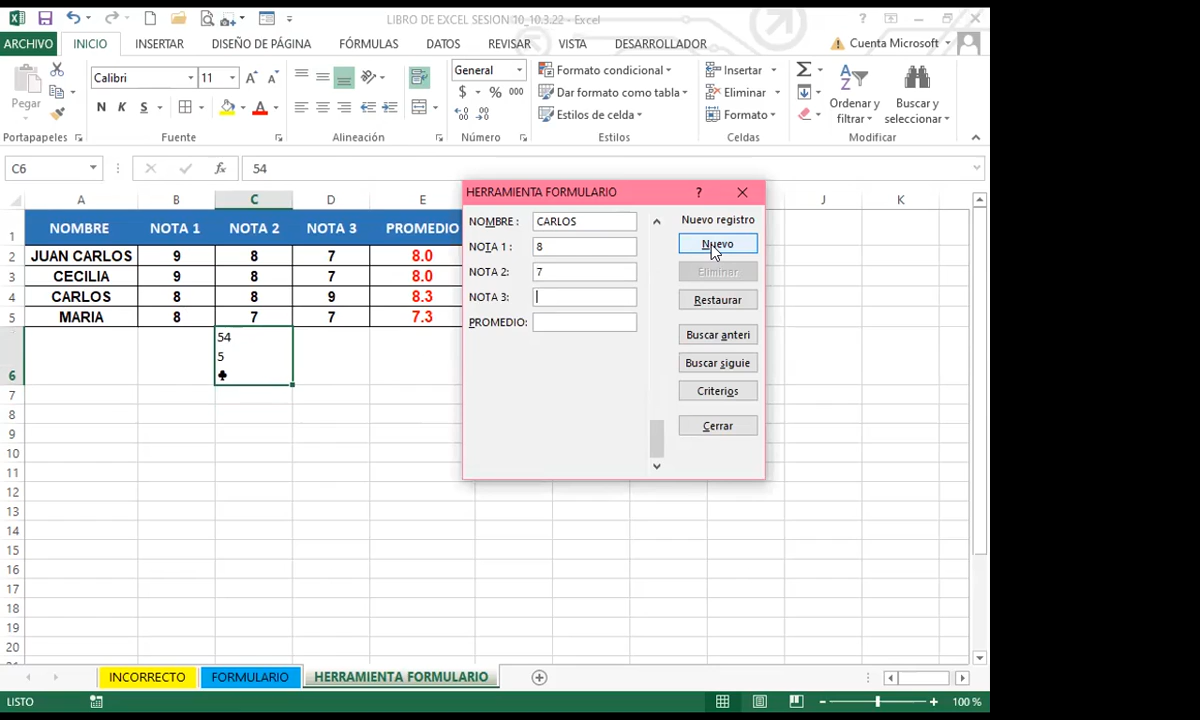 LIBRO DE EXCEL SESION 10_10.3.22 - Excel
?
ARCHIVO INICIO INSERTAR DISEÑO DE PÁGINA FÓRMULAS DATOS REVISAR VISTA DESARROLLADOR Cuenta Microsoft
Pegar
Calibri 11
N K S
General
$ % 000
Formato condicional
Dar formato como tabla
Estilos de celda
Insertar
Eliminar
Formato
Ordenar y filtrar
Buscar y seleccionar
Portapapeles Fuente Alineación Número Estilos Celdas Modificar
C6 fx 54
A B C D E J K
1 NOMBRE NOTA 1 NOTA 2 NOTA 3 PROMEDIO
2 JUAN CARLOS 9 8 7 8.0
3 CECILIA 9 8 7 8.0
4 CARLOS 8 8 9 8.3
5 MARIA 8 7 7 7.3
54
5
6 ♣
7
8
9
10
11
12
13
14
15
16
17
18
19
20
HERRAMIENTA FORMULARIO ?
NOMBRE : CARLOS
NOTA 1 : 8
NOTA 2: 7
NOTA 3:
PROMEDIO:
Nuevo registro
Nuevo
Eliminar
Restaurar
Buscar anteri
Buscar siguie
Criterios
Cerrar
INCORRECTO FORMULARIO HERRAMIENTA FORMULARIO
LISTO 100 %